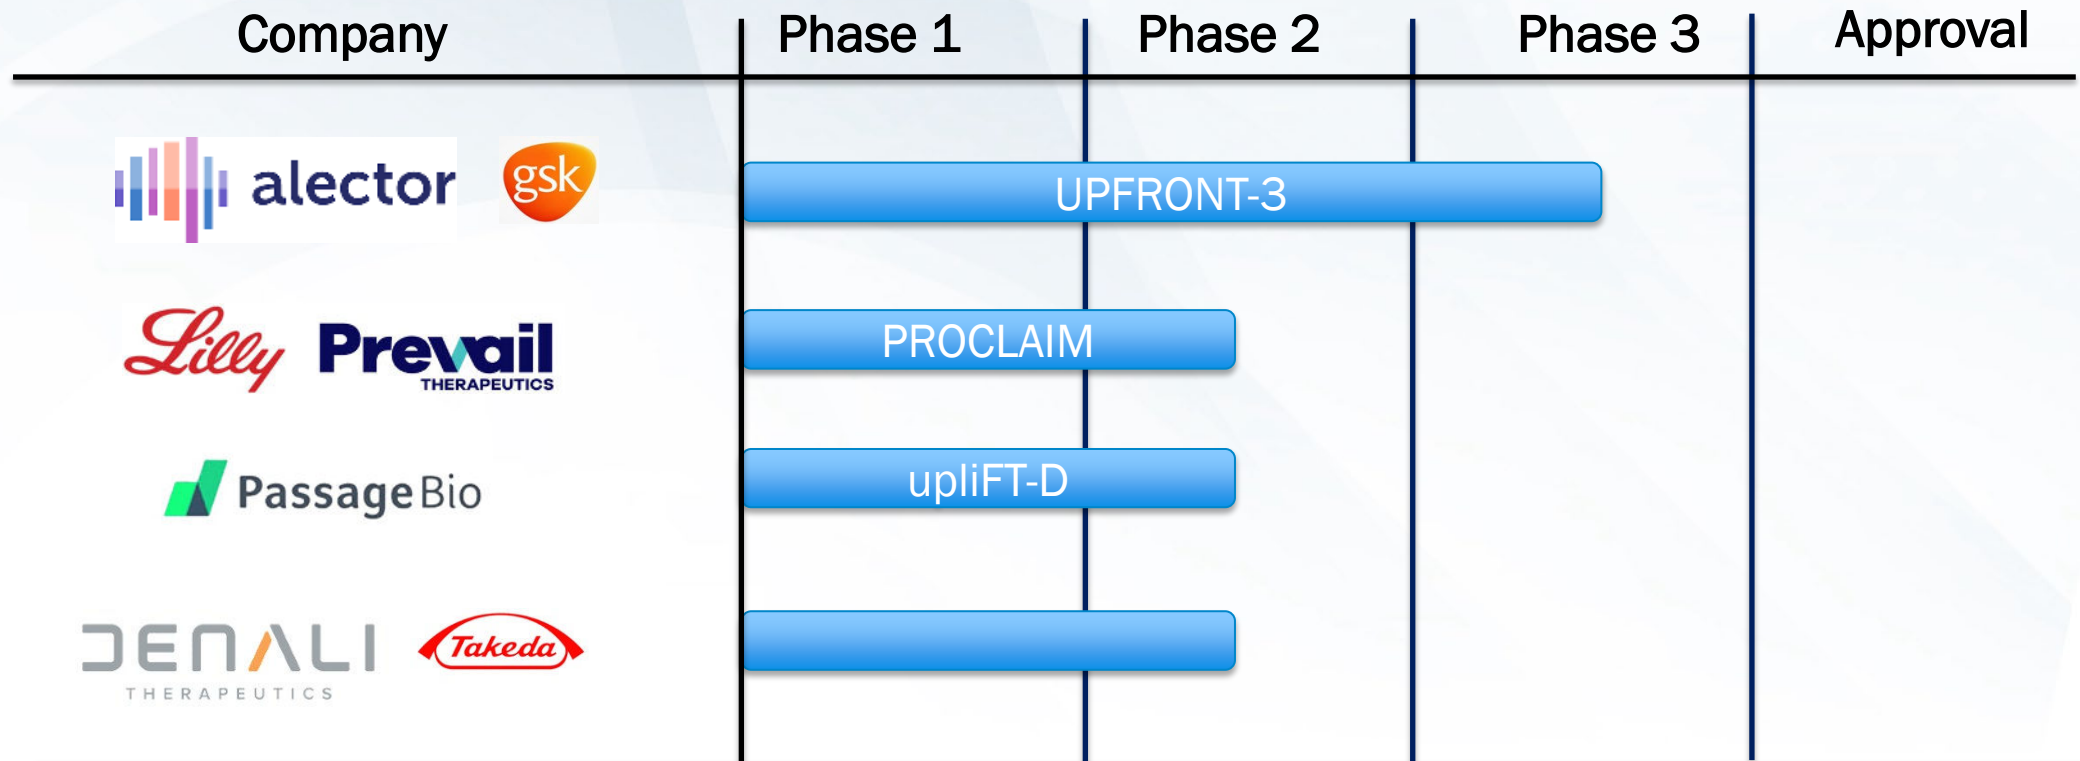 Company Phase 1 Phase 2 Phase 3 Approval
alector gsk UPFRONT-3
Lilly Prevail THERAPEUTICS PROCLAIM
PassageBio upliFT-D
DENALI THERAPEUTICS Takeda